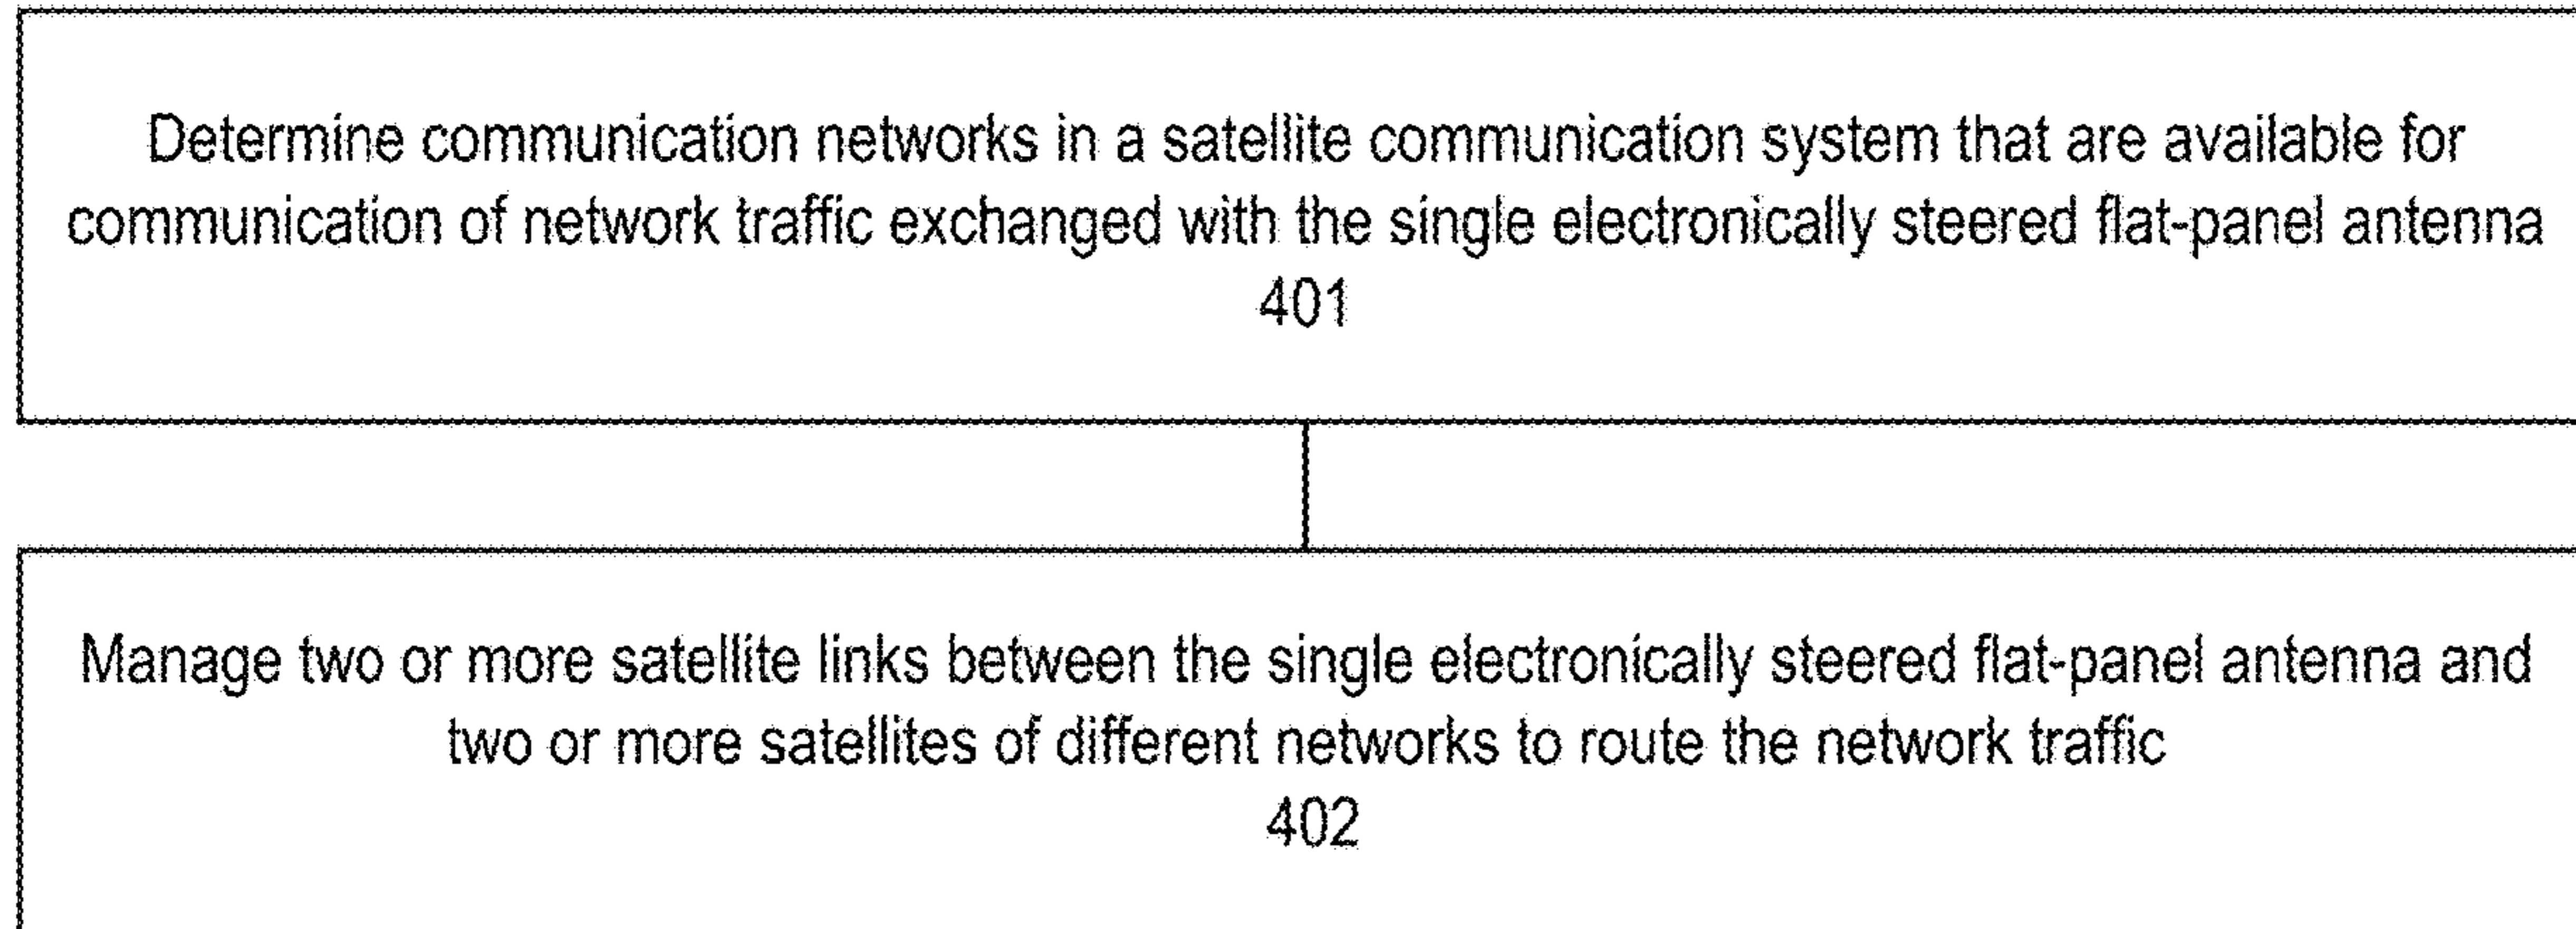 Determine communication networks in a satellite communication system that are available for
communication of network traffic exchanged with the single electronically steered flat-panel antenna
401
Manage two or more satellite links between the single electronically steered flat-panel antenna and
two or more satellites of different networks to route the network traffic
402